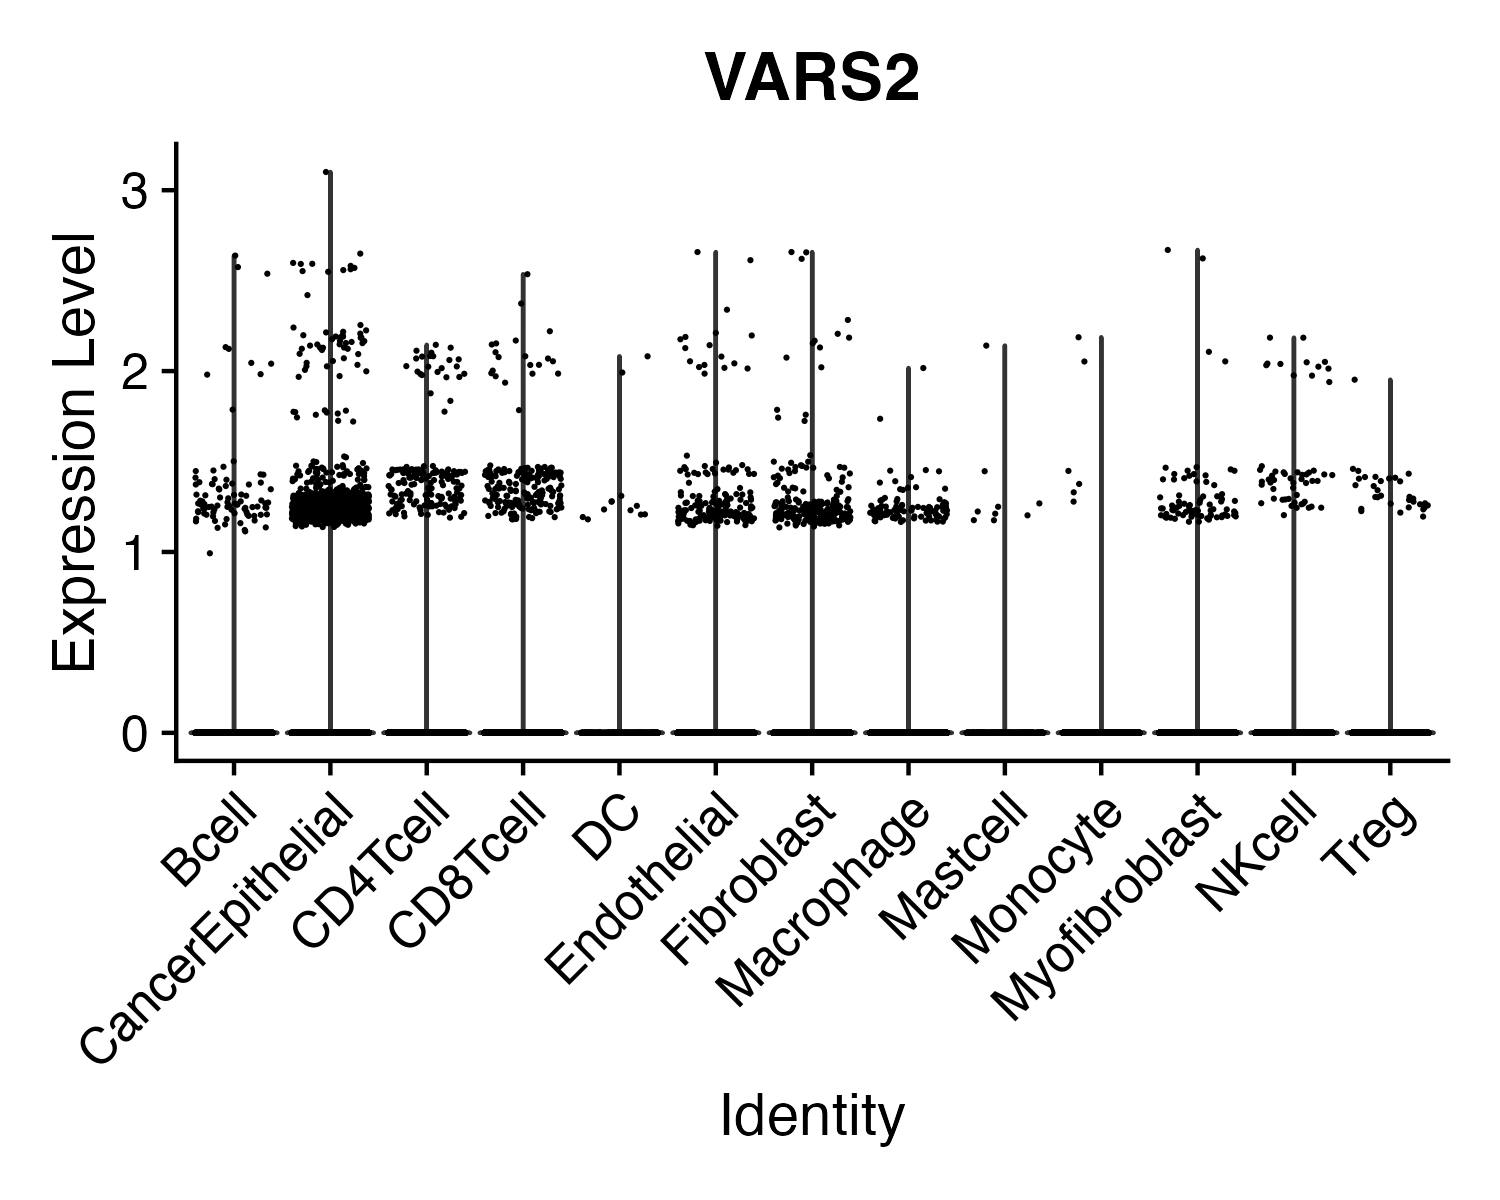 VARS2
Expression Level
3
2
1
0
Bcell
CancerEpithelial
CD4Tcell
CD8Tcell
DC
Endothelial
Fibroblast
Macrophage
Mastcell
Monocyte
Myofibroblast
NKcell
Treg
Identity